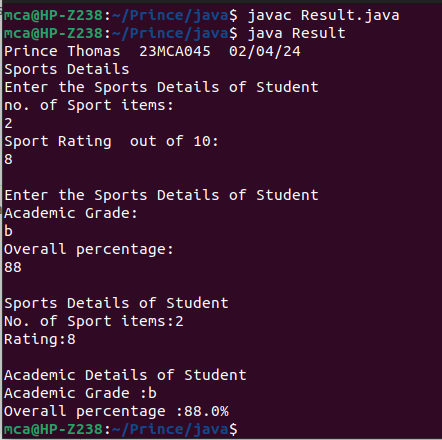 mca@HP-Z238:~/Prince/java$ javac Result.java
mca@HP-Z238:~/Prince/java$ java Result
Prince Thomas  23MCA045  02/04/24
Sports Details
Enter the Sports Details of Student
no. of Sport items:
2
Sport Rating  out of 10:
8

Enter the Sports Details of Student
Academic Grade:
b
Overall percentage:
88

Sports Details of Student
No. of Sport items:2
Rating:8

Academic Details of Student
Academic Grade :b
Overall percentage :88.0%
mca@HP-Z238:~/Prince/java$